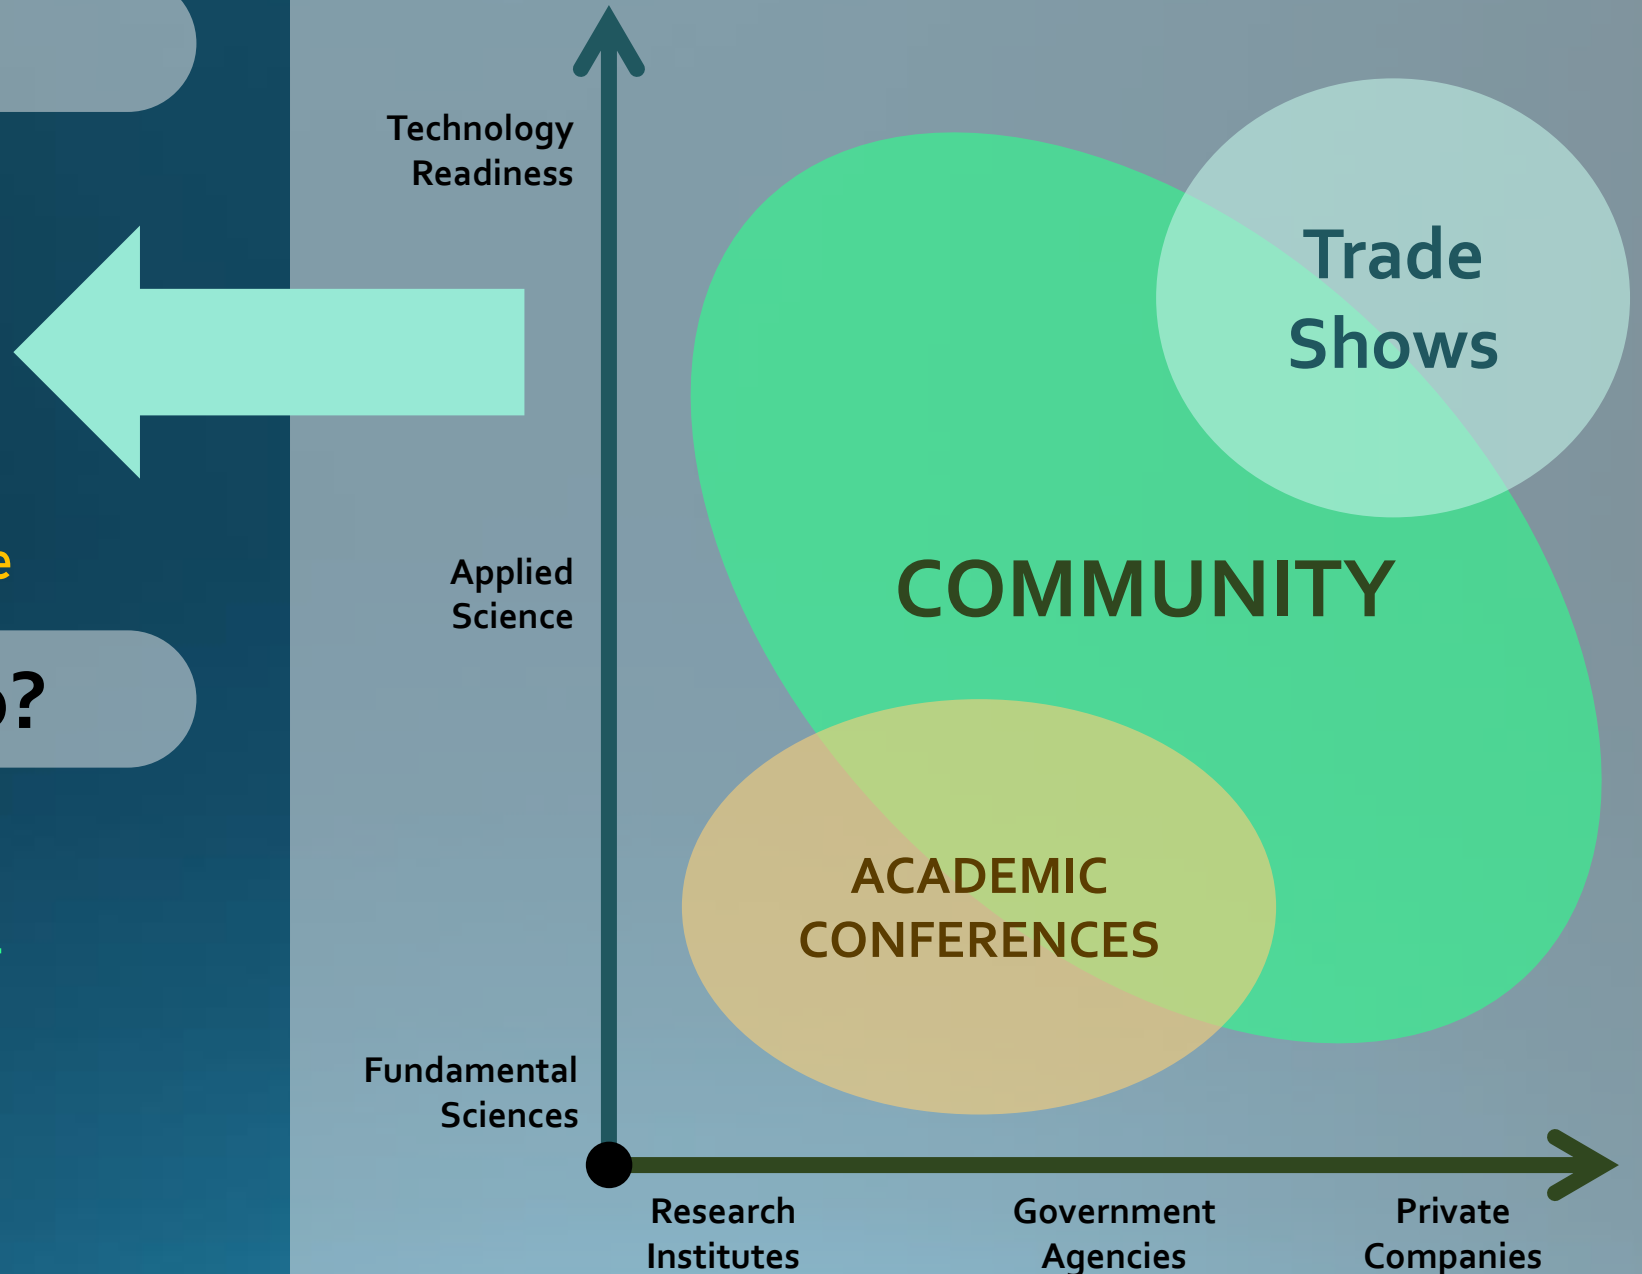 Technology
Readiness
Trade
Shows
e
Applied
Science
COMMUNITY
?
ACADEMIC
CONFERENCES
Fundamental
Sciences
Research
Institutes
Government
Agencies
Private
Companies